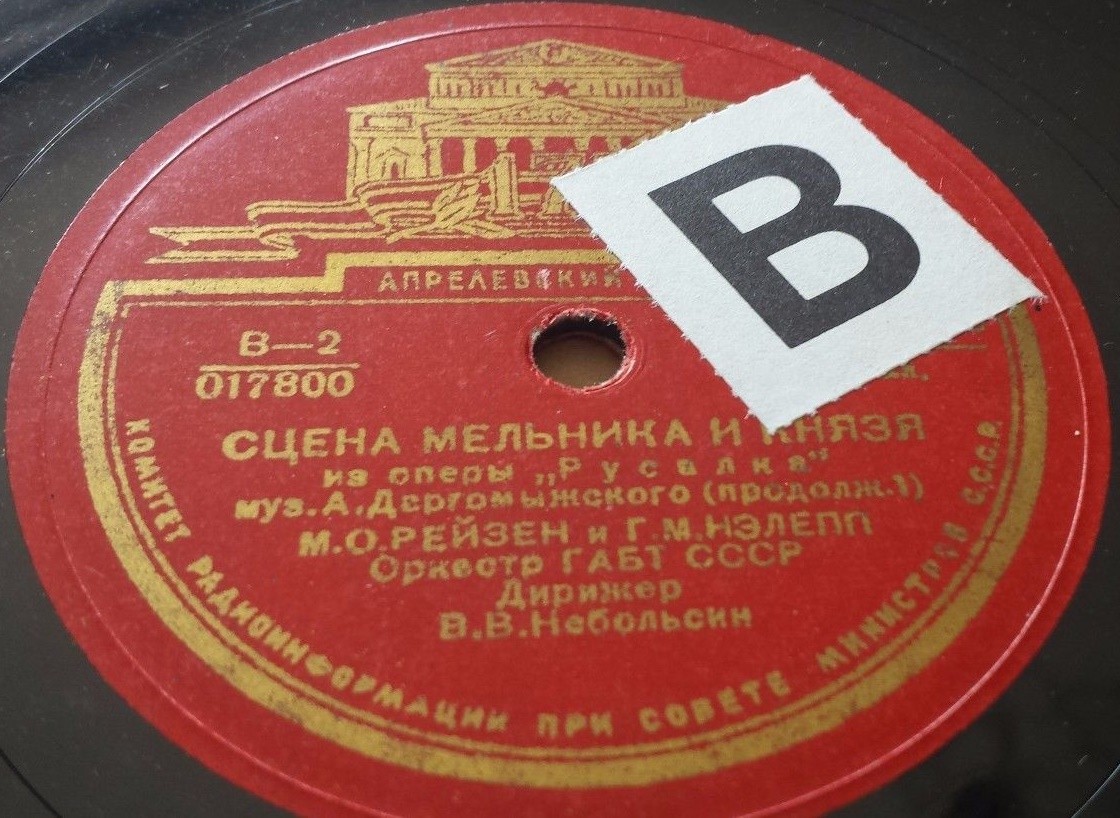 АПРЕЛЕВСКИЙ
B
В—2
017800
СЦЕНА МЕЛЬНИКА И КНЯЗЯ
из оперы „Русалка"
муз. А. Даргомыжского (продолж. 1)
М. О. РЕЙЗЕН и Г. М. НЭЛЕПП
Оркестр ГАБТ СССР
Дирижер
В. В. Небольсин
КОМИТЕТ РАДИОИНФОРМАЦИИ ПРИ СОВЕТЕ МИНИСТРОВ С.С.С.Р.